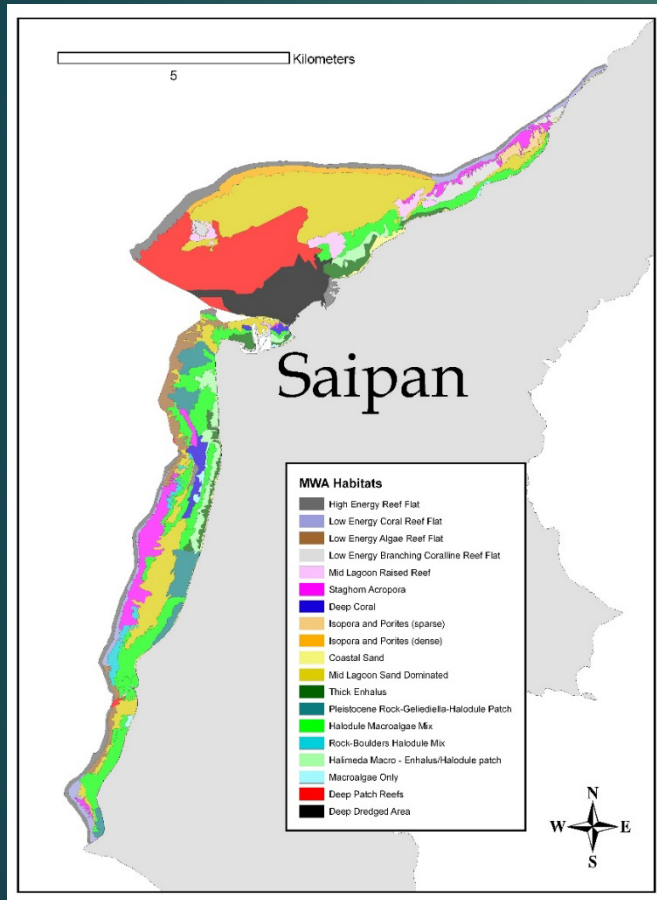 Kilometers
5
Saipan
MWA Habitats
High Energy Reef Flat
Low Energy Coral Reef Flat
Low Energy Algae Reef Flat
Low Energy Branching Coralline Reef Flat
Mid Lagoon Raised Reef
Staghorn Acropora
Deep Coral
Isopora and Porites (sparse)
Isopora and Porites (dense)
Coastal Sand
Mid Lagoon Sand Dominated
Thick Enhalus
Pleistocene Rock-Geliediella-Halodule Patch
Halodule Macroalgae Mix
Rock-Boulders Halodule Mix
Halimeda Macro - Enhalus/Halodule patch
Macroalgae Only
Deep Patch Reefs
Deep Dredged Area
N
W E
S